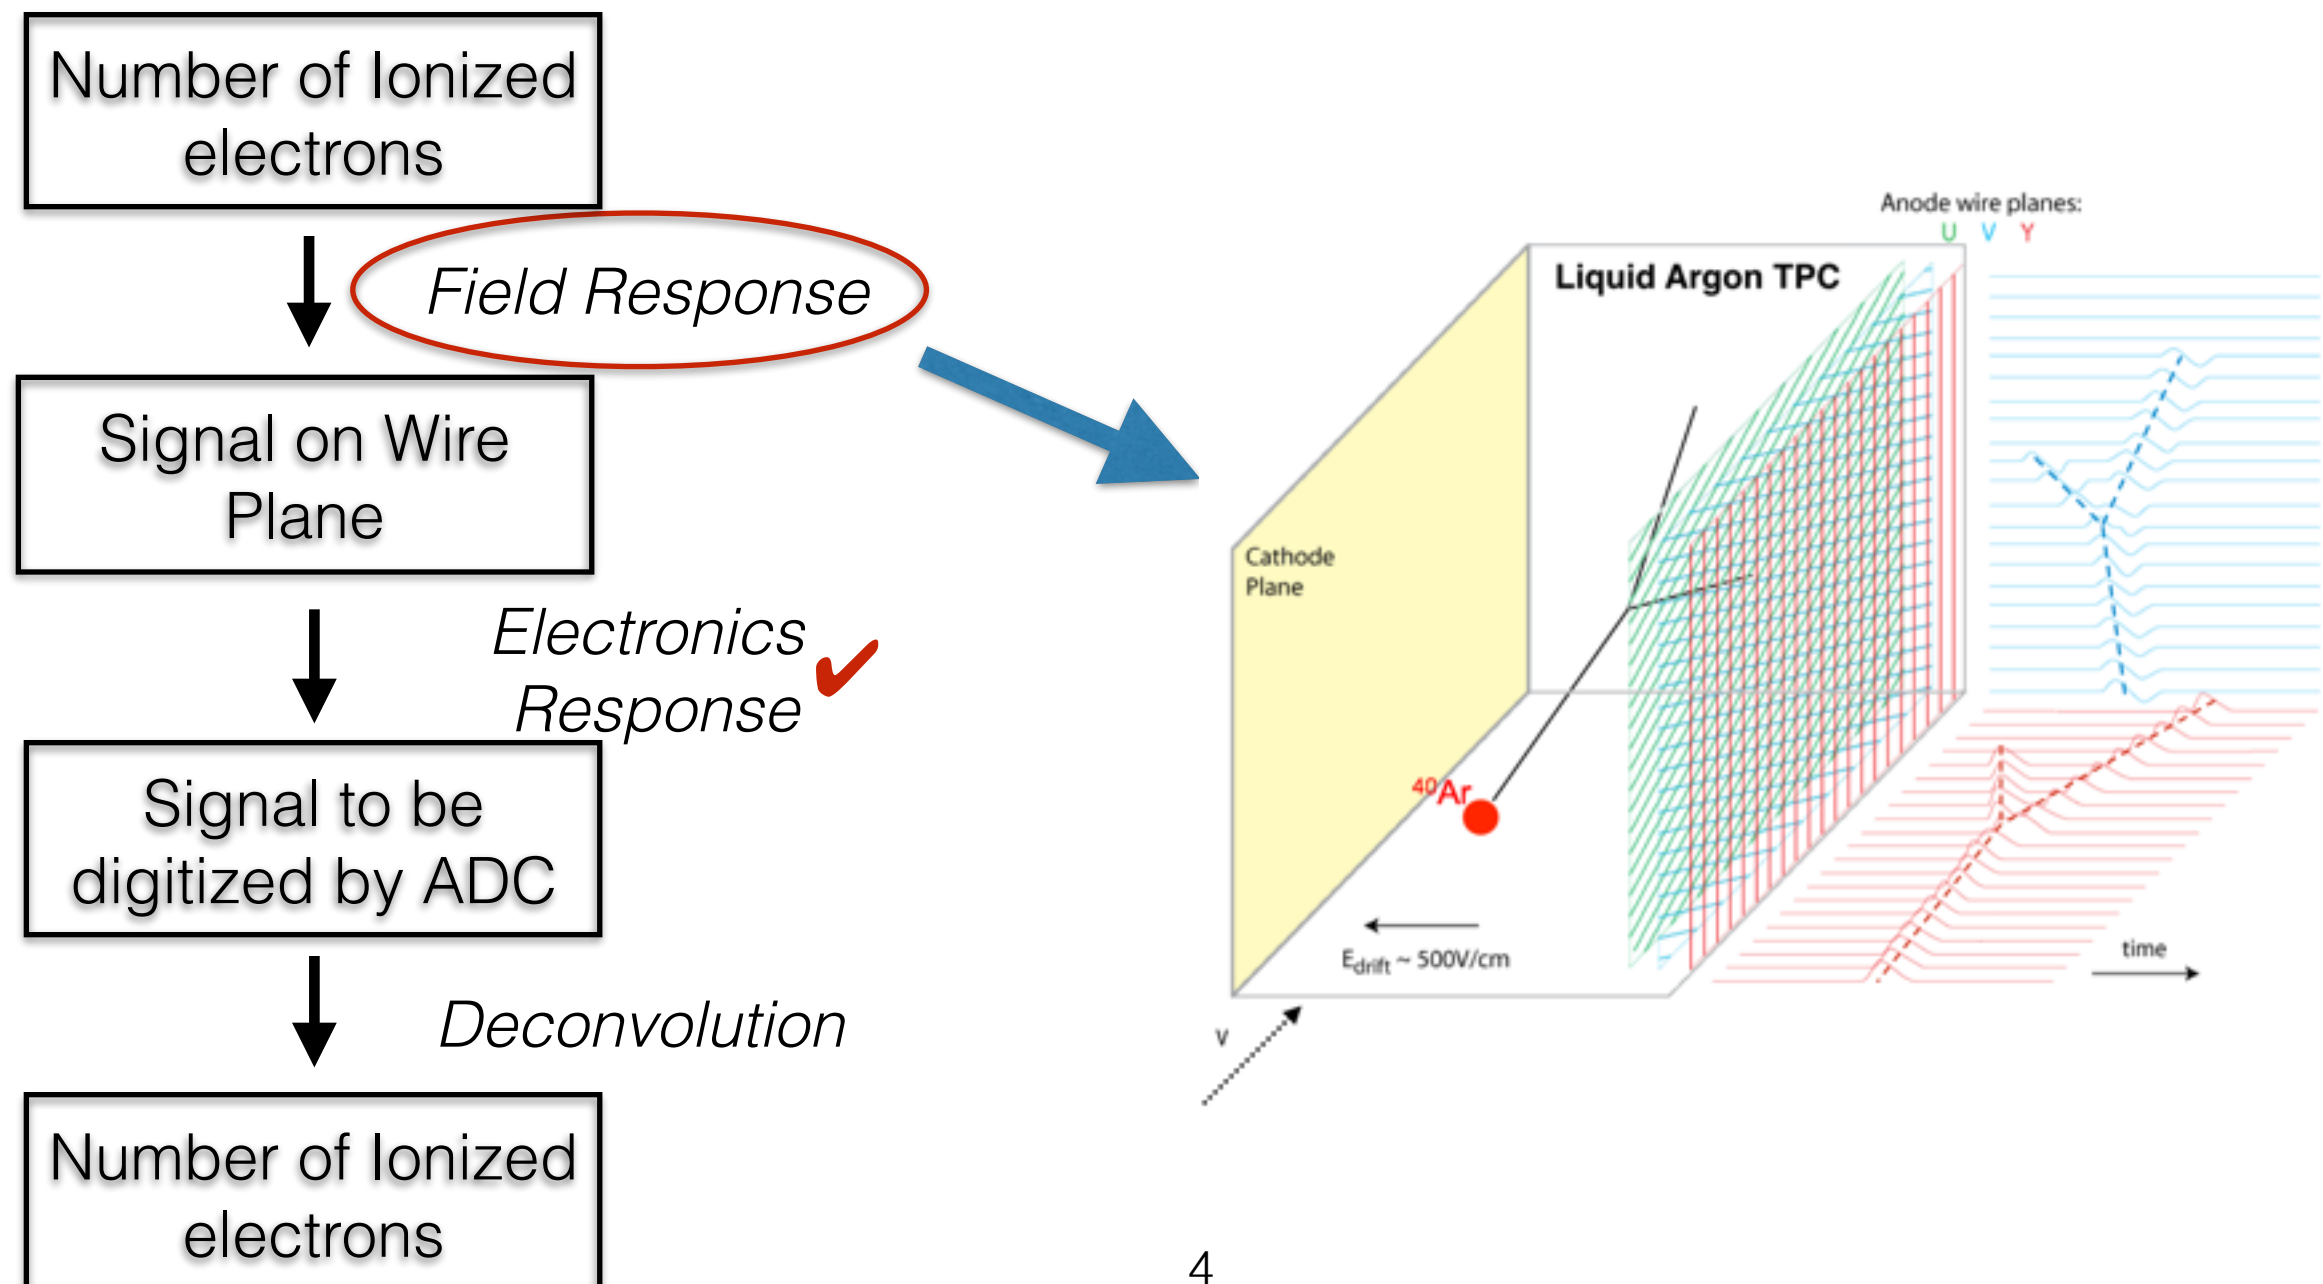 Number of Ionized
electrons
Field Response
Signal on Wire
Plane
Electronics
Response
Signal to be
digitized by ADC
Deconvolution
Number of Ionized
electrons
Anode wire planes:
U V Y
Liquid Argon TPC
Cathode
Plane
⁴⁰Ar
E_drift ~ 500V/cm
time
ν
4